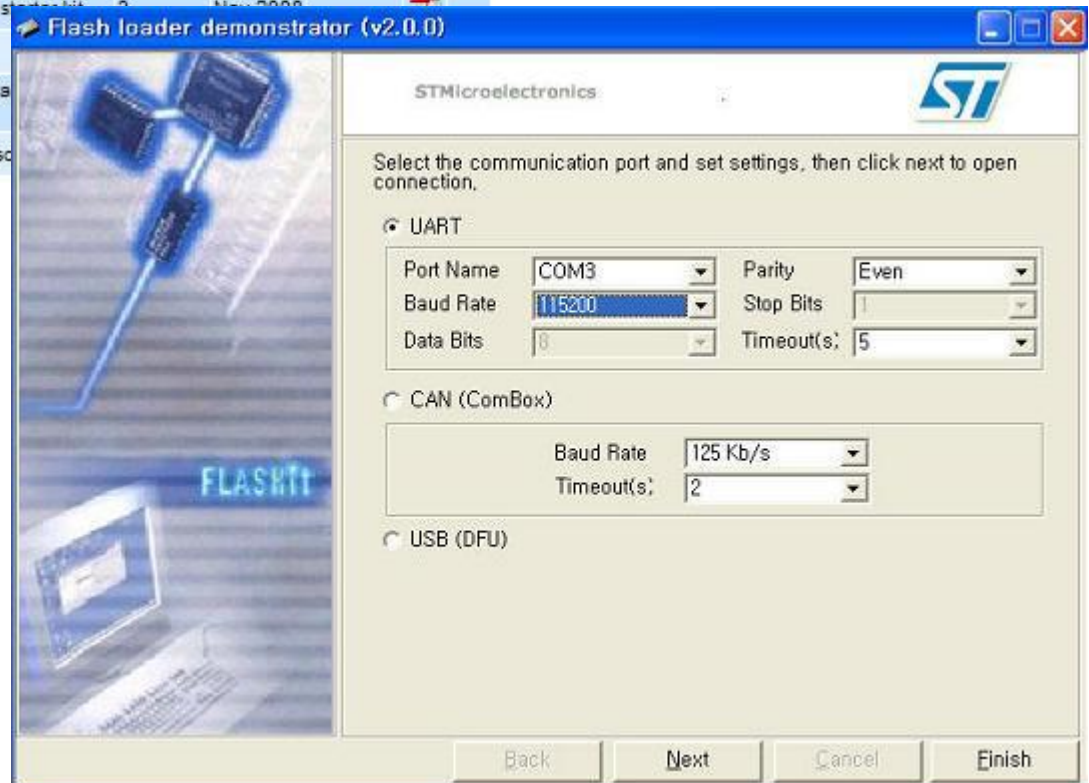 Flash loader demonstrator (v2.0.0)
STMicroelectronics
ST
Select the communication port and set settings, then click next to open
connection,
UART
Port Name COM3 Parity Even
Baud Rate 115200 Stop Bits 1
Data Bits 8 Timeout(s) 5
CAN (ComBox)
Baud Rate 125 Kb/s
Timeout(s) 2
FLASHit
USB (DFU)
Back Next Cancel Finish